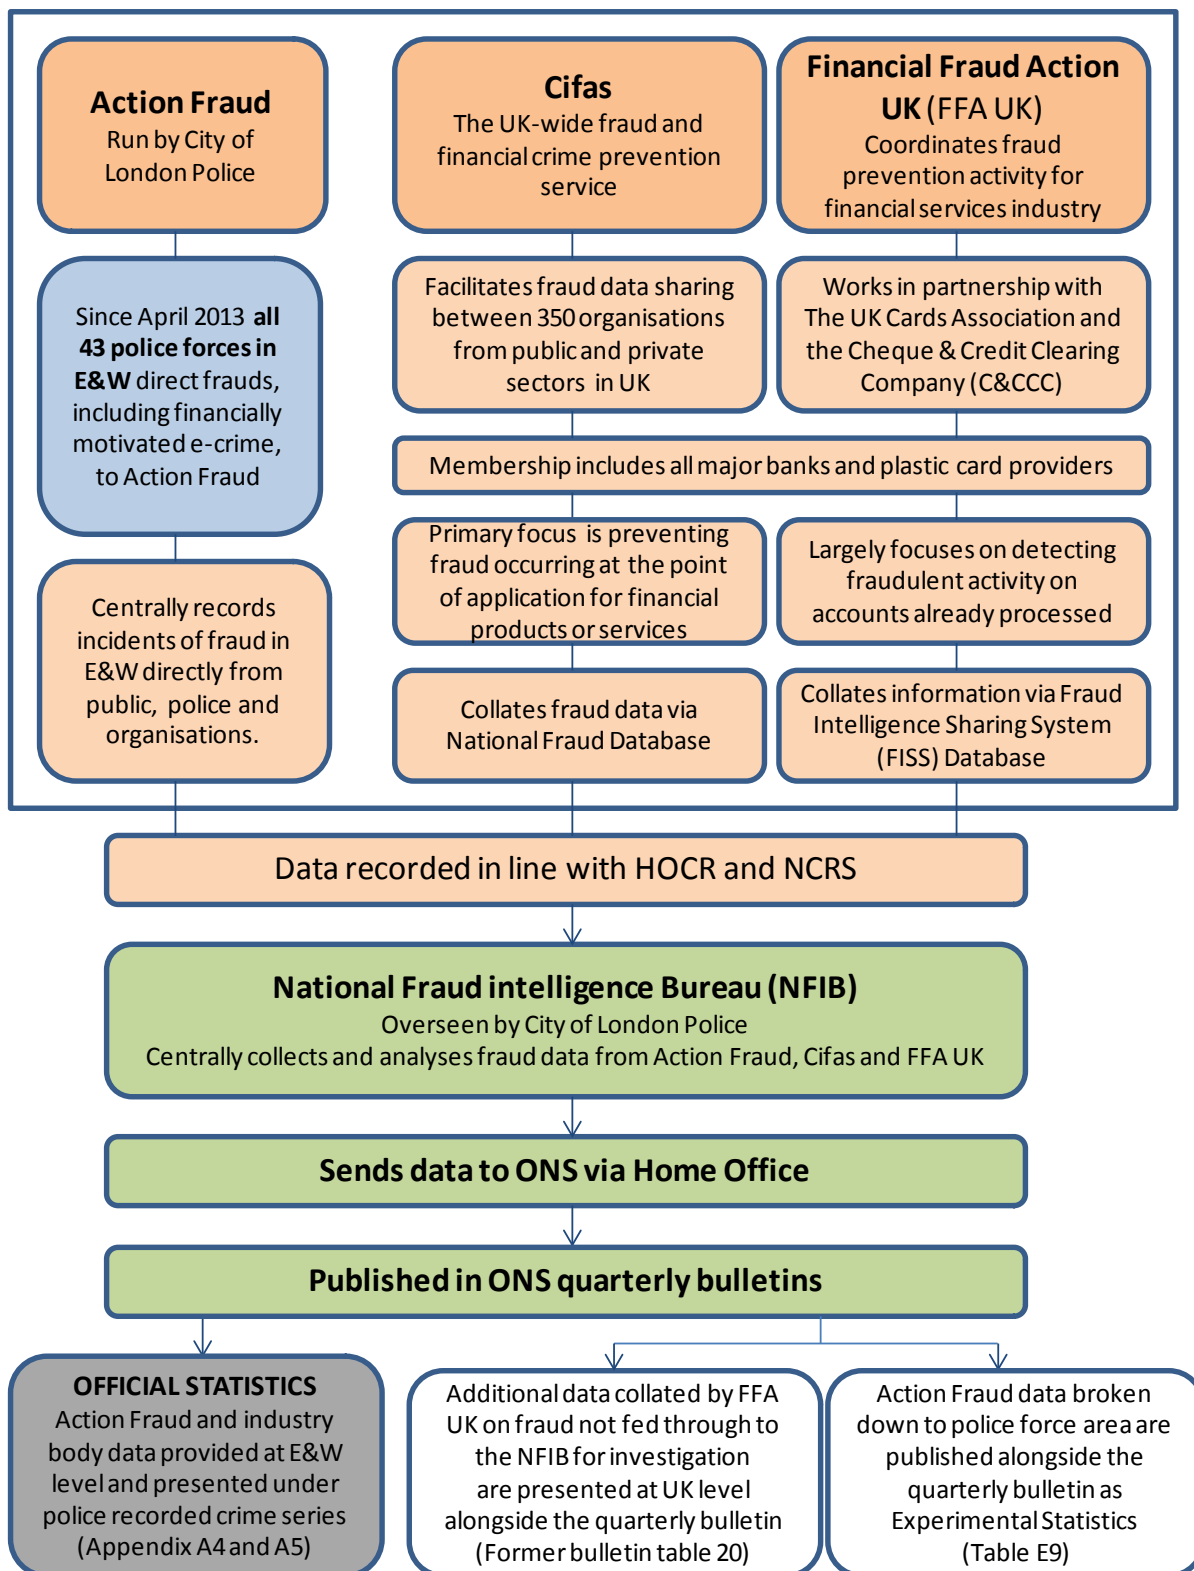 Action Fraud
Run by City of
London Police
Cifas
The UK-wide fraud and
financial crime prevention
service
Financial Fraud Action
UK (FFA UK)
Coordinates fraud
prevention activity for
financial services industry
Since April 2013 all
43 police forces in
E&W direct frauds,
including financially
motivated e-crime,
to Action Fraud
Facilitates fraud data sharing
between 350 organisations
from public and private
sectors in UK
Works in partnership with
The UK Cards Association and
the Cheque & Credit Clearing
Company (C&CCC)
Membership includes all major banks and plastic card providers
Primary focus is preventing
fraud occurring at the point
of application for financial
products or services
Largely focuses on detecting
fraudulent activity on
accounts already processed
Centrally records
incidents of fraud in
E&W directly from
public, police and
organisations.
Collates fraud data via
National Fraud Database
Collates information via Fraud
Intelligence Sharing System
(FISS) Database
Data recorded in line with HOCR and NCRS
National Fraud intelligence Bureau (NFIB)
Overseen by City of London Police
Centrally collects and analyses fraud data from Action Fraud, Cifas and FFA UK
Sends data to ONS via Home Office
Published in ONS quarterly bulletins
OFFICIAL STATISTICS
Action Fraud and industry
body data provided at E&W
level and presented under
police recorded crime series
(Appendix A4 and A5)
Additional data collated by FFA
UK on fraud not fed through to
the NFIB for investigation
are presented at UK level
alongside the quarterly bulletin
(Former bulletin table 20)
Action Fraud data broken
down to police force area are
published alongside the
quarterly bulletin as
Experimental Statistics
(Table E9)